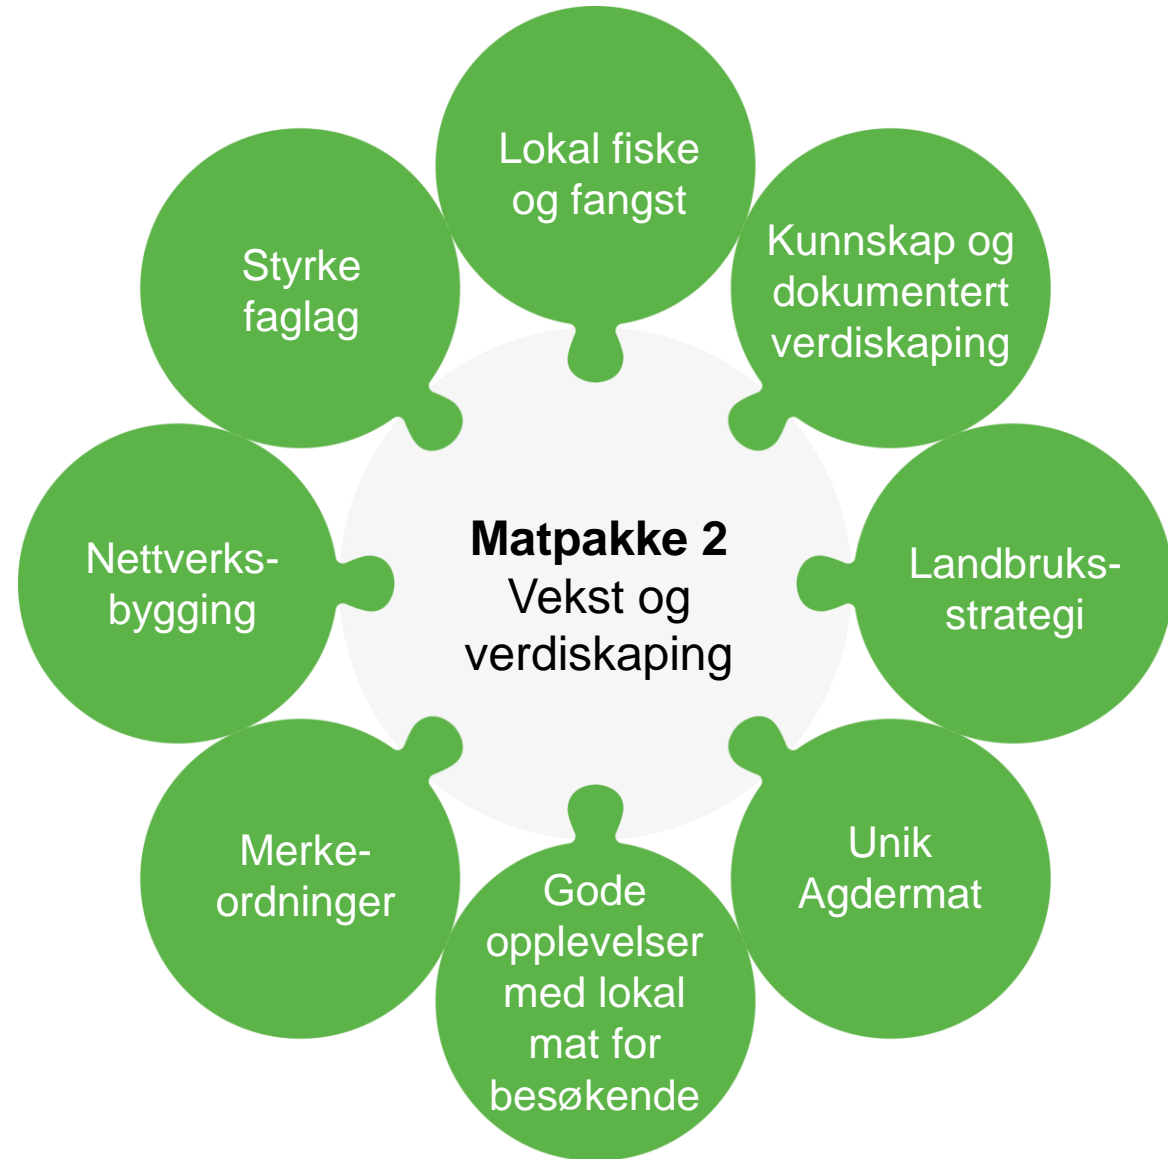 Lokal fiske
og fangst
Kunnskap og
dokumentert
verdiskaping
Landbruks-
strategi
Unik
Agdermat
Gode
opplevelser
med lokal
mat for
besøkende
Merke-
ordninger
Nettverks-
bygging
Styrke
faglag
Matpakke 2
Vekst og
verdiskaping